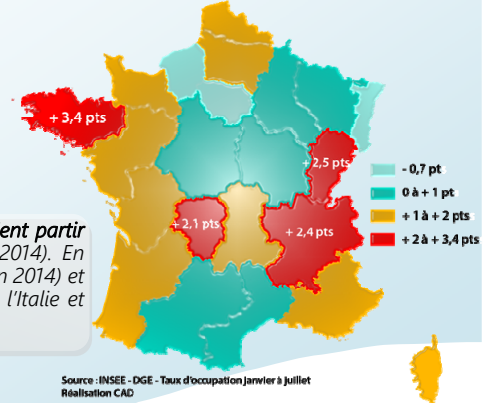 + 3,4 pts
+ 2,5 pts
+ 2,1
+ 2,4 pts
- 0,7 pt
0 à + 1 pt
+ 1 à + 2 pts
+ 2 à + 3,4 pts
ent partir
2014). En
n 2014) et
l'Italie et
Source : INSEE - DGE - Taux d'occupation janvier à juillet
Réalisation CAD